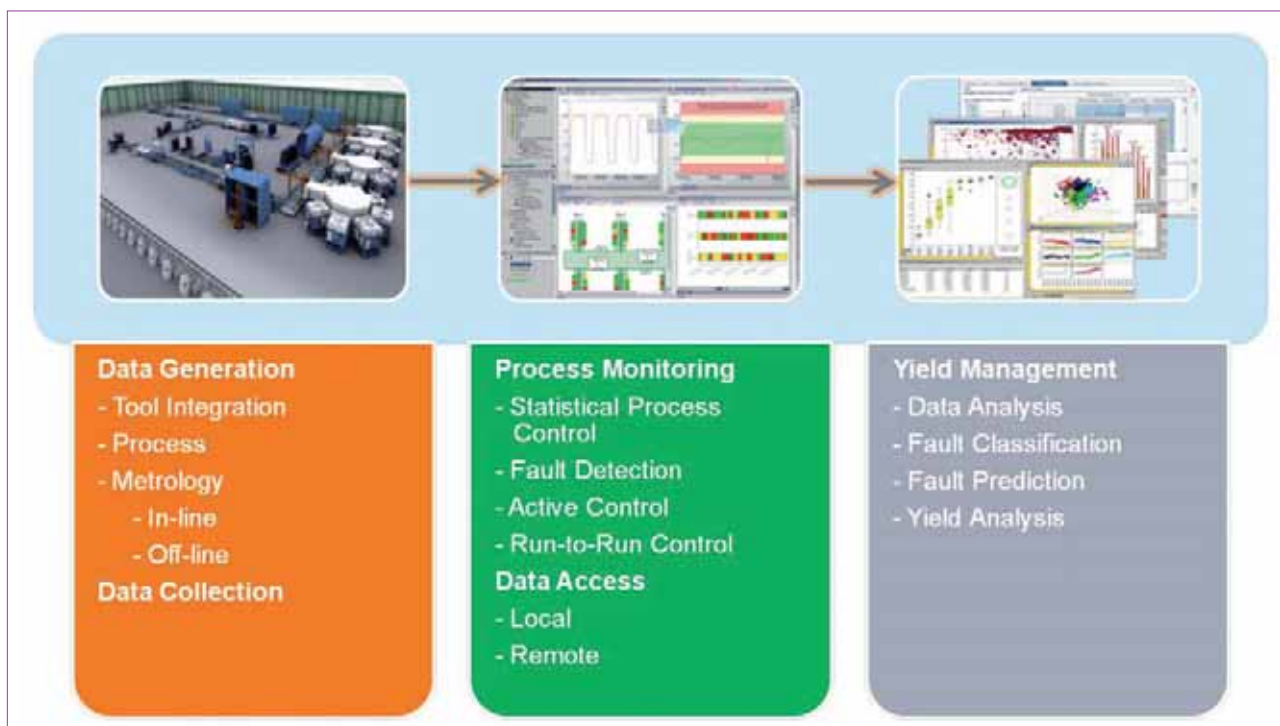 Data Generation
- Tool Integration
- Process
- Metrology
- In-line
- Off-line
Data Collection
Process Monitoring
- Statistical Process
Control
- Fault Detection
- Active Control
- Run-to-Run Control
Data Access
- Local
- Remote
Yield Management
- Data Analysis
- Fault Classification
- Fault Prediction
- Yield Analysis